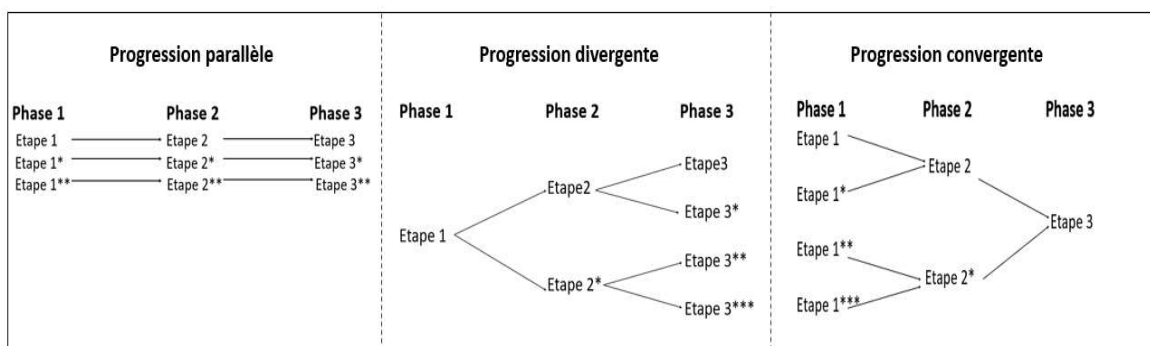 Progression parallèle
Phase 1 Phase 2 Phase 3
Etape 1 Etape 2 Etape 3
Etape 1* Etape 2* Etape 3*
Etape 1** Etape 2** Etape 3**
Progression divergente
Phase 1 Phase 2 Phase 3
Etape3
Etape2
Etape 3*
Etape 1
Etape 3**
Etape 2*
Etape 3***
Progression convergente
Phase 1 Phase 2 Phase 3
Etape 1
Etape 2
Etape 1*
Etape 3
Etape 1**
Etape 2*
Etape 1***